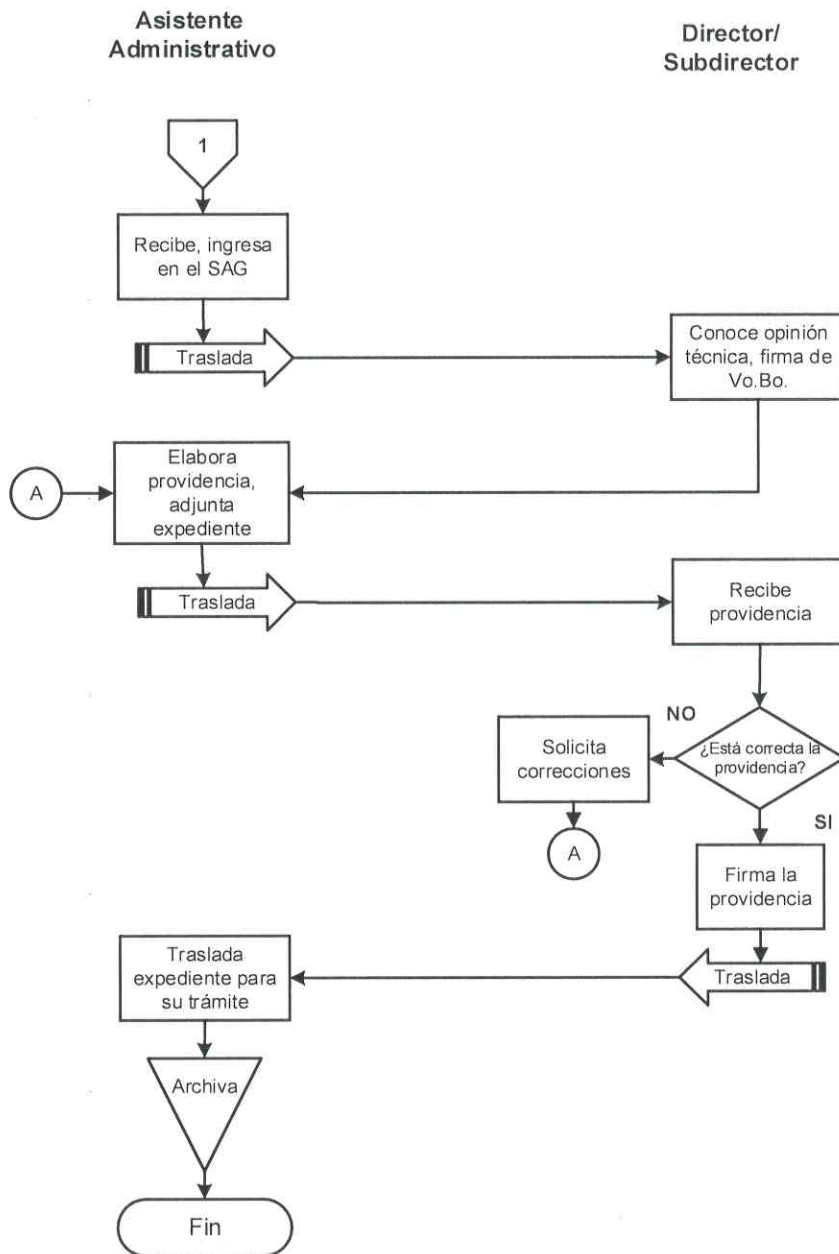 Asistente
Administrativo
Director/
Subdirector
1
Recibe, ingresa
en el SAG
Traslada
Conoce opinión
técnica, firma de
Vo.Bo.
A
Elabora
providencia,
adjunta
expediente
Traslada
Recibe
providencia
NO
¿Está correcta la
providencia?
Solicita
correcciones
A
SI
Firma la
providencia
Traslada
Traslada
expediente para
su trámite
Archiva
Fin